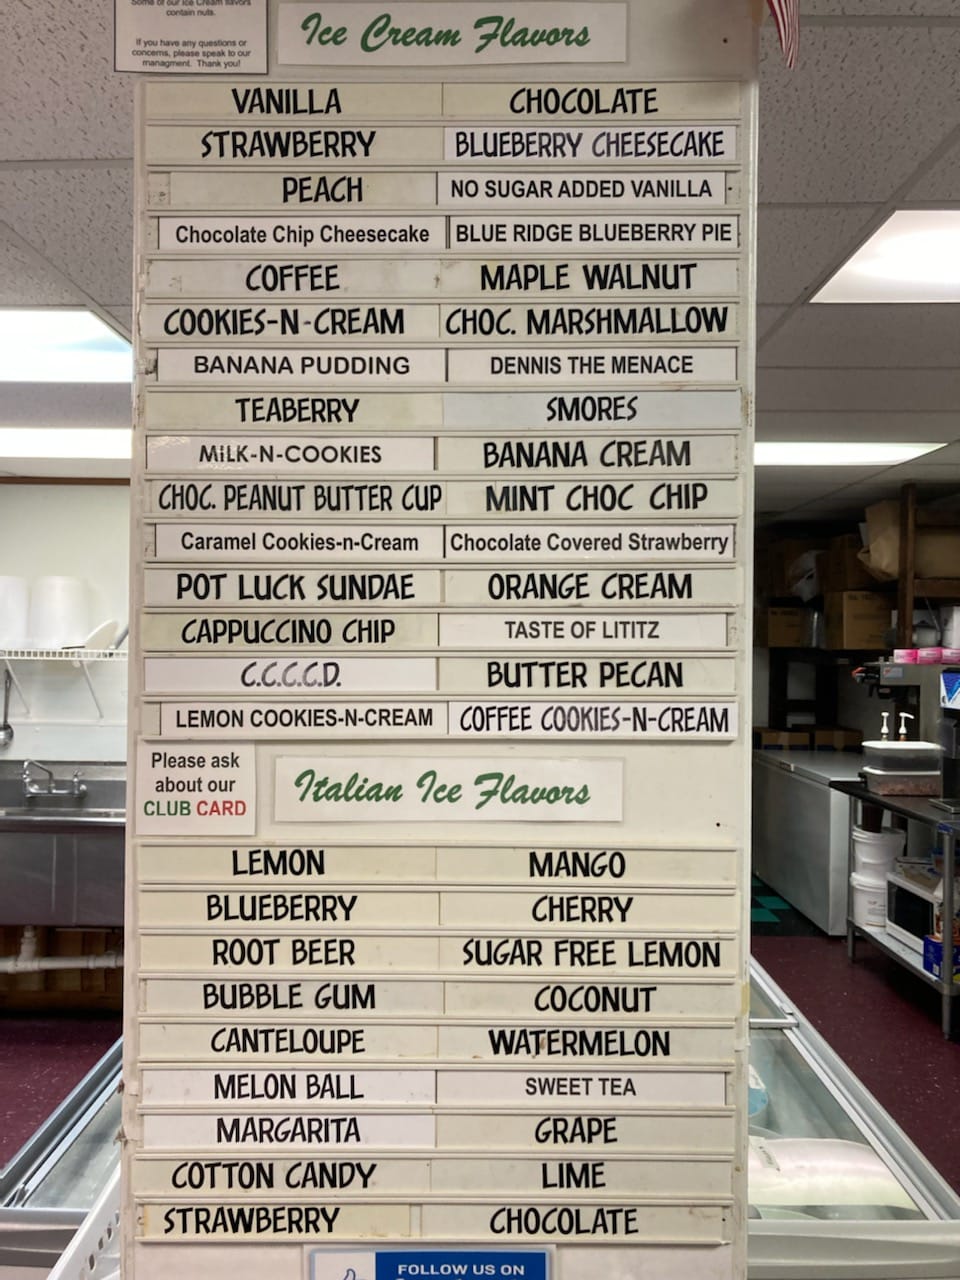 Some of our Ice Cream flavors
contain nuts.
If you have any questions or
concerns, please speak to our
managment. Thank you!
Ice Cream Flavors
VANILLA CHOCOLATE
STRAWBERRY BLUEBERRY CHEESECAKE
PEACH NO SUGAR ADDED VANILLA
Chocolate Chip Cheesecake BLUE RIDGE BLUEBERRY PIE
COFFEE MAPLE WALNUT
COOKIES-N-CREAM CHOC. MARSHMALLOW
BANANA PUDDING DENNIS THE MENACE
TEABERRY SMORES
MILK-N-COOKIES BANANA CREAM
CHOC. PEANUT BUTTER CUP MINT CHOC CHIP
Caramel Cookies-n-Cream Chocolate Covered Strawberry
POT LUCK SUNDAE ORANGE CREAM
CAPPUCCINO CHIP TASTE OF LITITZ
C.C.C.C.D. BUTTER PECAN
LEMON COOKIES-N-CREAM COFFEE COOKIES-N-CREAM
Please ask
about our
CLUB CARD
Italian Ice Flavors
LEMON MANGO
BLUEBERRY CHERRY
ROOT BEER SUGAR FREE LEMON
BUBBLE GUM COCONUT
CANTELOUPE WATERMELON
MELON BALL SWEET TEA
MARGARITA GRAPE
COTTON CANDY LIME
STRAWBERRY CHOCOLATE
FOLLOW US ON